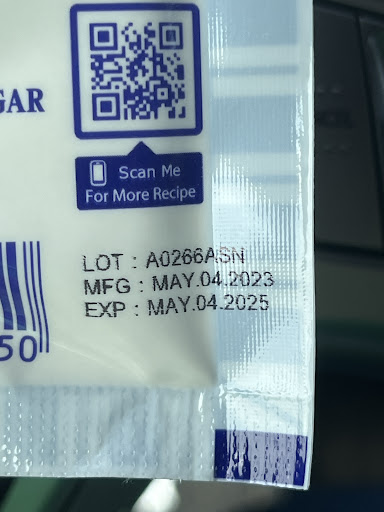 GAR
Scan Me
For More Recipe
LOT : A0266ASN
MFG : MAY.04.2023
EXP : MAY.04.2025
50